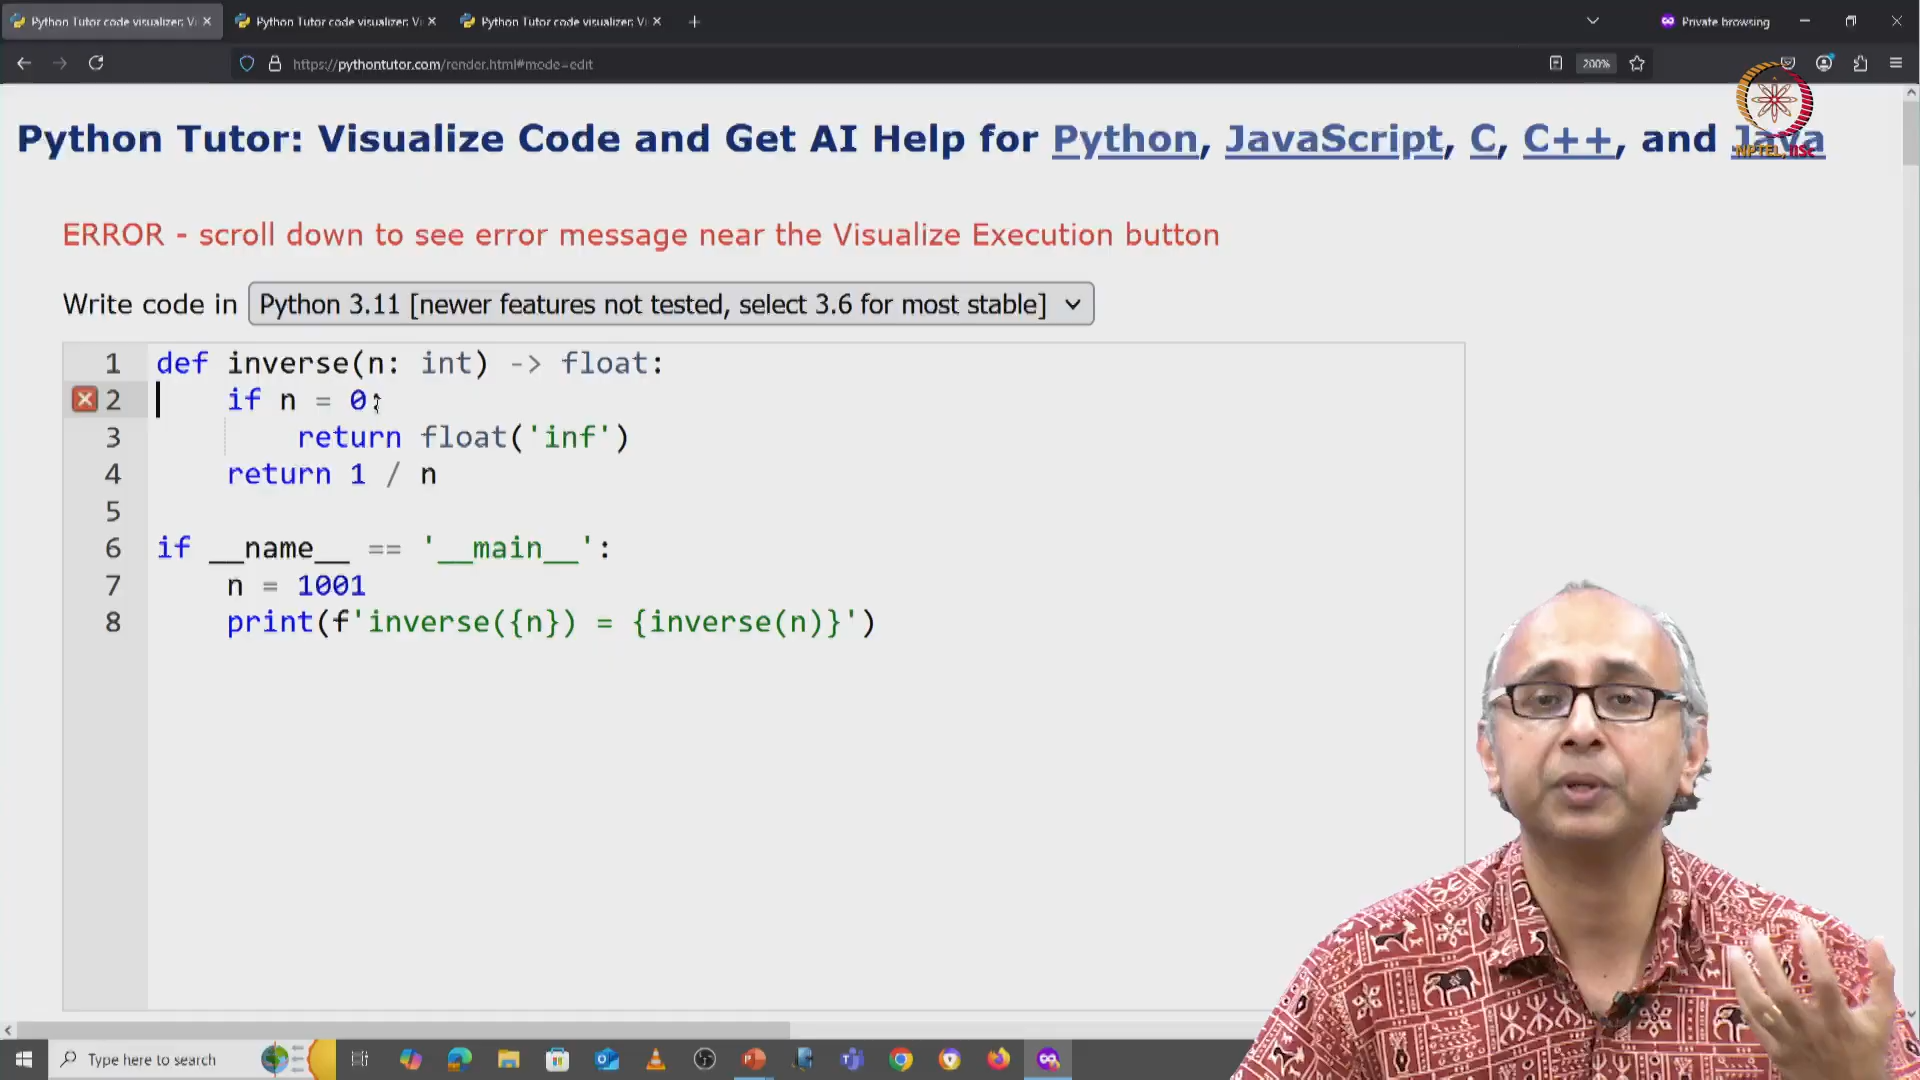 Python Tutor code visualizer: Vi
Python Tutor code visualizer: Vi
Python Tutor code visualizer: Vi
Private browsing
https://pythontutor.com/render.html#mode=edit
200%
Python Tutor: Visualize Code and Get AI Help for Python, JavaScript, C, C++, and Java
NPTEL, IISc
ERROR - scroll down to see error message near the Visualize Execution button
Write code in Python 3.11 [newer features not tested, select 3.6 for most stable]
1 def inverse(n: int) -> float:
2 if n = 0:
3 return float('inf')
4 return 1 / n
5
6 if __name__ == '__main__':
7 n = 1001
8 print(f'inverse({n}) = {inverse(n)}')
Type here to search